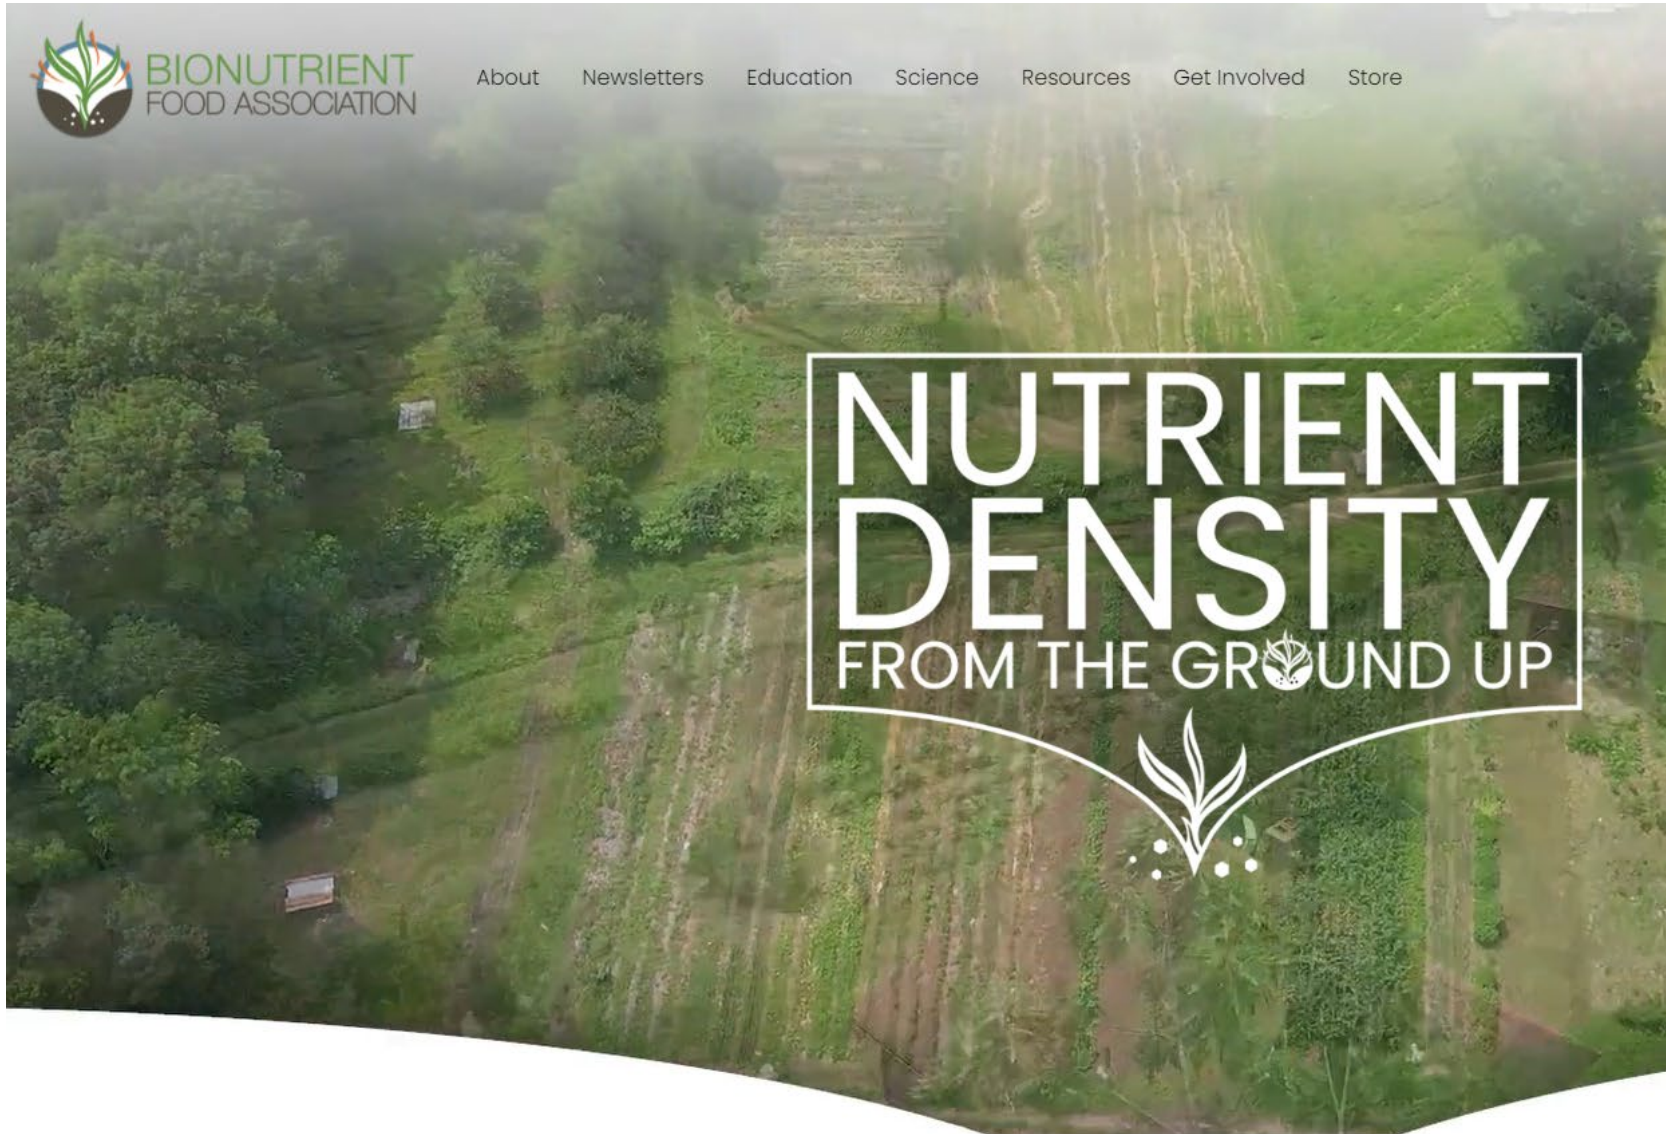 BIONUTRIENT
FOOD ASSOCIATION
About Newsletters Education Science Resources Get Involved Store
NUTRIENT
DENSITY
FROM THE GROUND UP